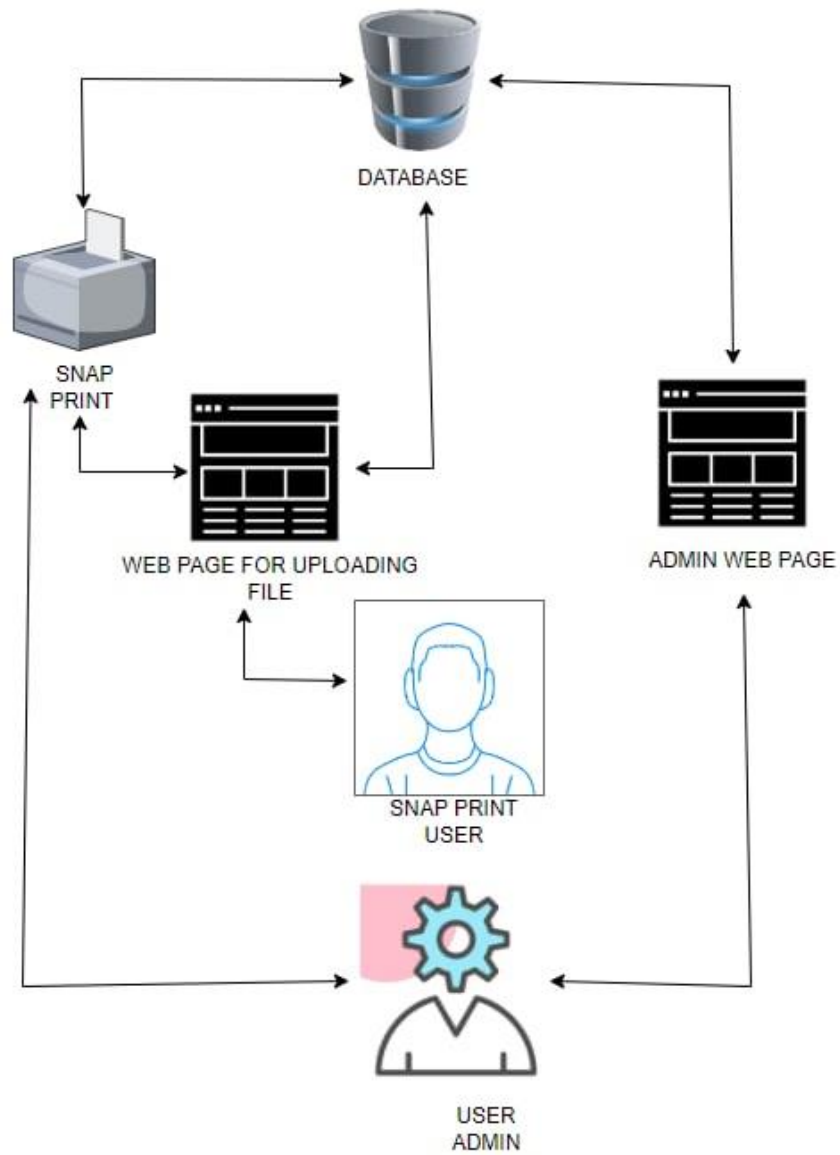 DATABASE
SNAP
PRINT
WEB PAGE FOR UPLOADING
FILE
ADMIN WEB PAGE
SNAP PRINT
USER
USER
ADMIN